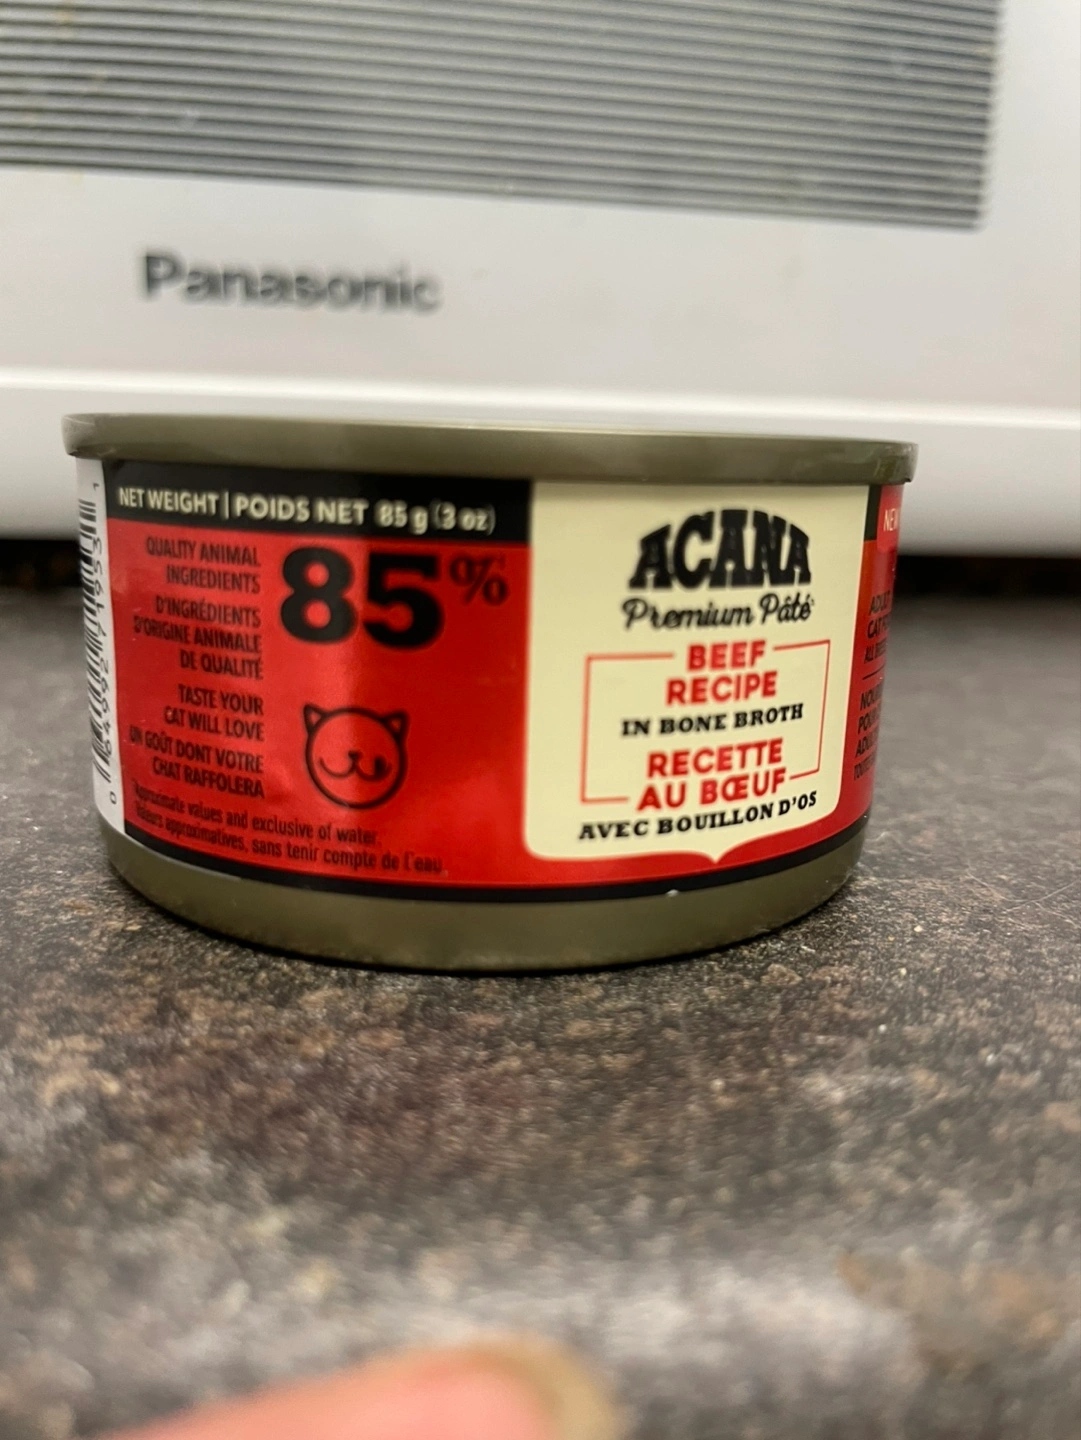 Panasonic
NET WEIGHT | POIDS NET 85 g (3 oz)
QUALITY ANIMAL
INGREDIENTS
D'INGRÉDIENTS
D'ORIGINE ANIMALE
DE QUALITÉ
85%
TASTE YOUR
CAT WILL LOVE
UN GOÛT DONT VOTRE
CHAT RAFFOLERA
*Approximate values and exclusive of water.
Valeurs approximatives, sans tenir compte de l'eau.
ACANA
Premium Pâté
BEEF
RECIPE
IN BONE BROTH
RECETTE
AU BŒUF
AVEC BOUILLON D'OS
NEW